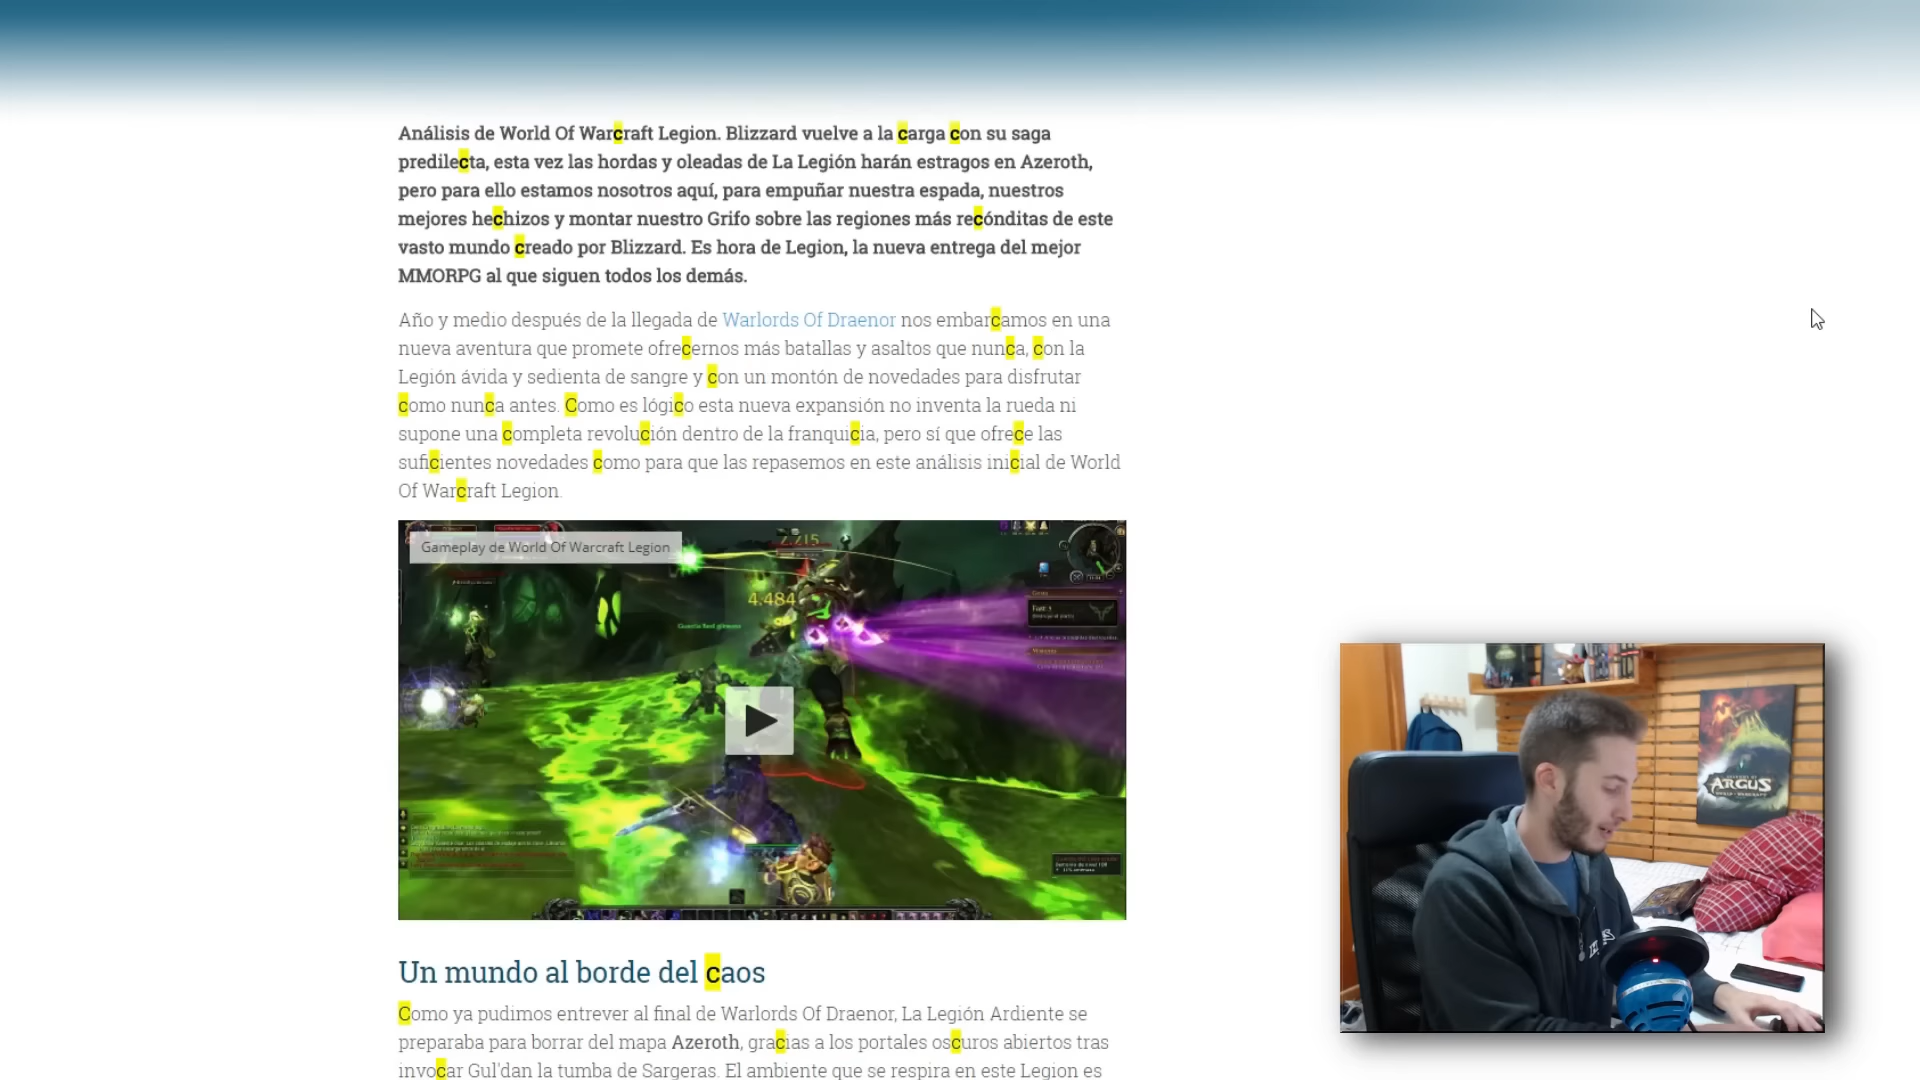 Análisis de World Of Warcraft Legion. Blizzard vuelve a la carga con su saga
predilecta, esta vez las hordas y oleadas de La Legión harán estragos en Azeroth,
pero para ello estamos nosotros aquí, para empuñar nuestra espada, nuestros
mejores hechizos y montar nuestro Grifo sobre las regiones más recónditas de este
vasto mundo creado por Blizzard. Es hora de Legion, la nueva entrega del mejor
MMORPG al que siguen todos los demás.
Año y medio después de la llegada de Warlords Of Draenor nos embarcamos en una
nueva aventura que promete ofrecernos más batallas y asaltos que nunca, con la
Legión ávida y sedienta de sangre y con un montón de novedades para disfrutar
como nunca antes. Como es lógico esta nueva expansión no inventa la rueda ni
supone una completa revolución dentro de la franquicia, pero sí que ofrece las
suficientes novedades como para que las repasemos en este análisis inicial de World
Of Warcraft Legion.
Gameplay de World Of Warcraft Legion
2.215
4.484
ARGUS
Un mundo al borde del caos
Como ya pudimos entrever al final de Warlords Of Draenor, La Legión Ardiente se
preparaba para borrar del mapa Azeroth, gracias a los portales oscuros abiertos tras
invocar Gul'dan la tumba de Sargeras. El ambiente que se respira en este Legion es